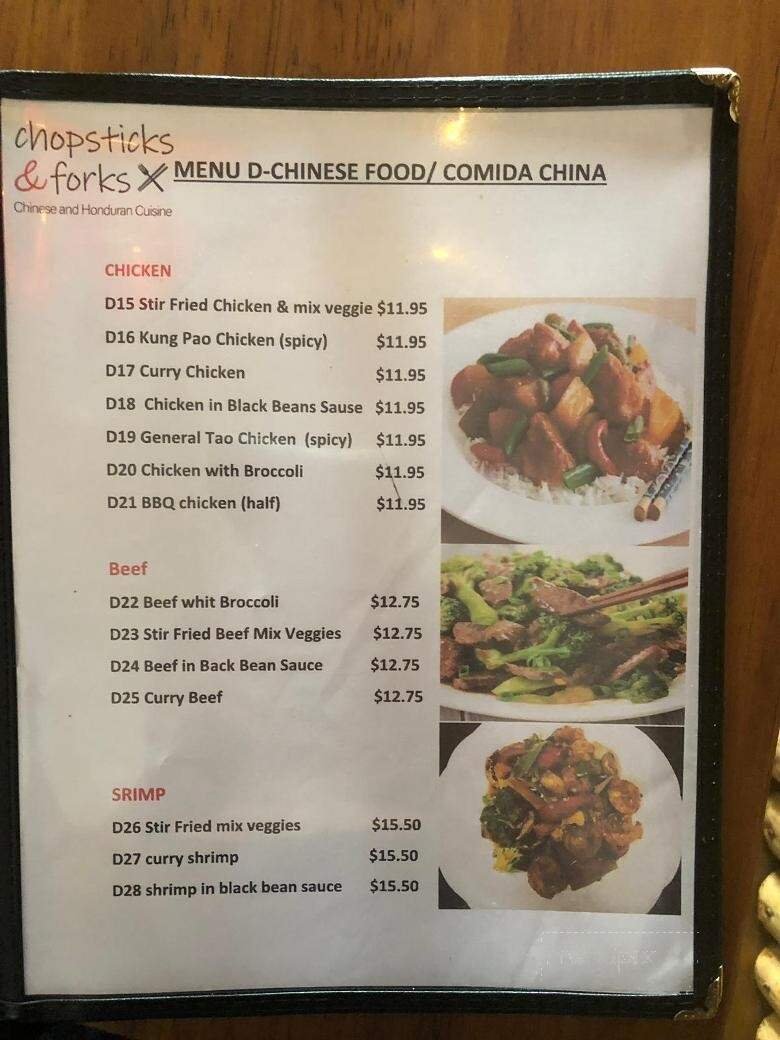 chopsticks
& forks
Chinese and Honduran Cuisine
MENU D-CHINESE FOOD/ COMIDA CHINA
CHICKEN
D15 Stir Fried Chicken & mix veggie $11.95
D16 Kung Pao Chicken (spicy) $11.95
D17 Curry Chicken $11.95
D18 Chicken in Black Beans Sause $11.95
D19 General Tao Chicken (spicy) $11.95
D20 Chicken with Broccoli $11.95
D21 BBQ chicken (half) $11.95
Beef
D22 Beef whit Broccoli $12.75
D23 Stir Fried Beef Mix Veggies $12.75
D24 Beef in Back Bean Sauce $12.75
D25 Curry Beef $12.75
SRIMP
D26 Stir Fried mix veggies $15.50
D27 curry shrimp $15.50
D28 shrimp in black bean sauce $15.50